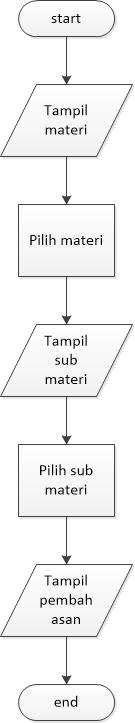 start
Tampil
materi
Pilih materi
Tampil
sub
materi
Pilih sub
materi
Tampil
pembah
asan
end